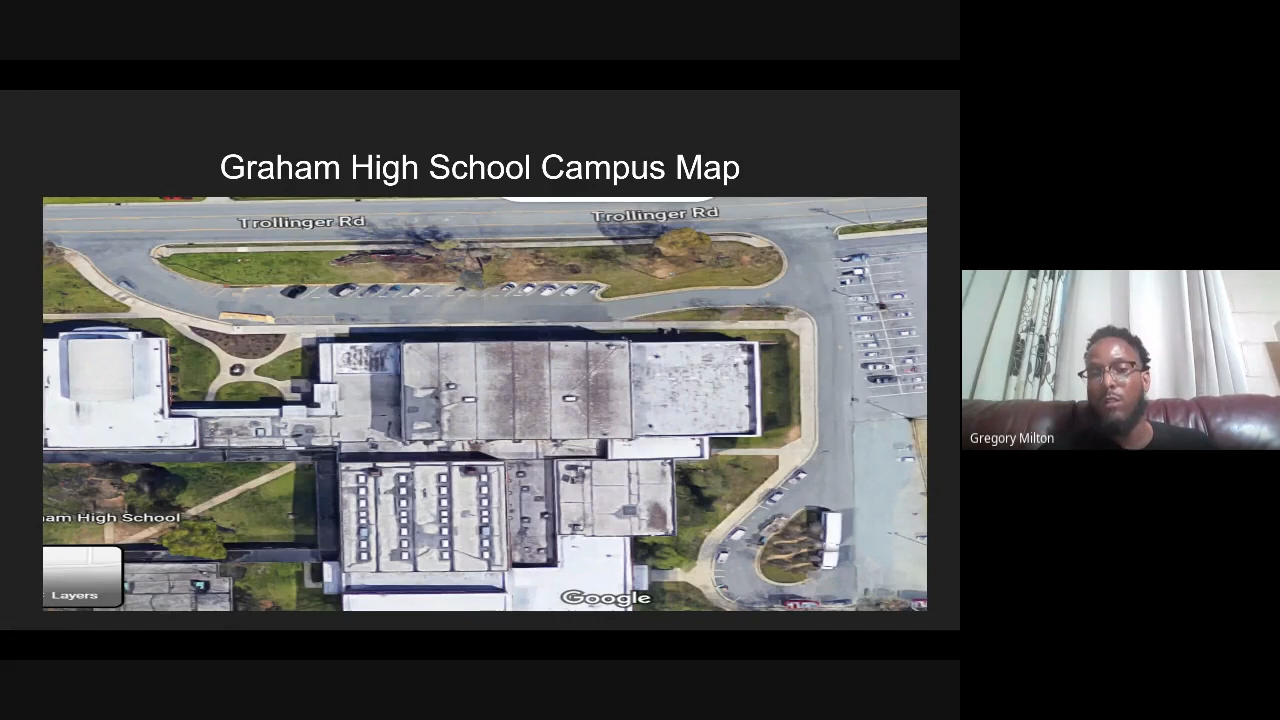 Graham High School Campus Map
Trollinger Rd
Trollinger Rd
am High School
Layers
Google
Gregory Milton